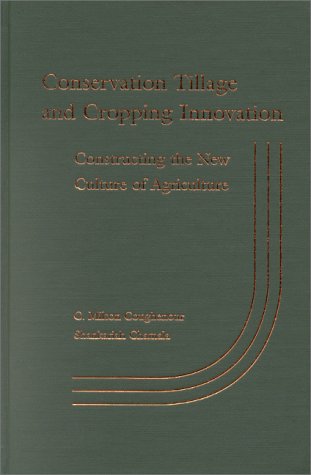 Conservation Tillage
and Cropping Innovation
Constructing the New
Culture of Agriculture
C. Milton Coughenour
Shankariah Chamala